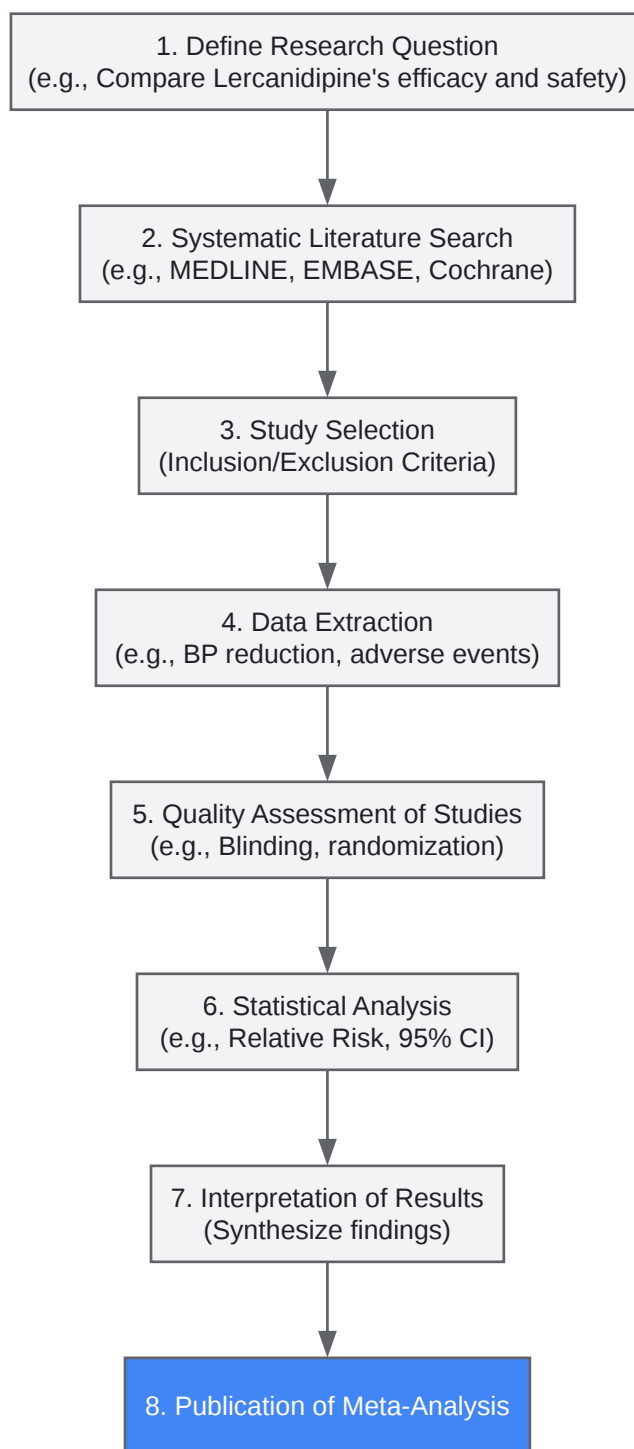 1. Define Research Question
(e.g., Compare Lercanidipine's efficacy and safety)
2. Systematic Literature Search
(e.g., MEDLINE, EMBASE, Cochrane)
3. Study Selection
(Inclusion/Exclusion Criteria)
4. Data Extraction
(e.g., BP reduction, adverse events)
5. Quality Assessment of Studies
(e.g., Blinding, randomization)
6. Statistical Analysis
(e.g., Relative Risk, 95% CI)
7. Interpretation of Results
(Synthesize findings)
8. Publication of Meta-Analysis